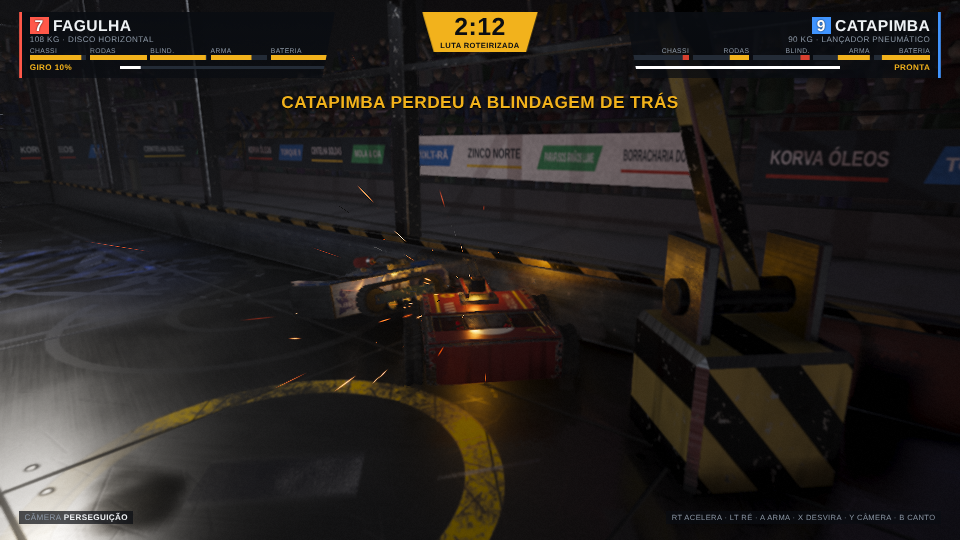 7 FAGULHA
108 KG · DISCO HORIZONTAL
CHASSI RODAS BLIND. ARMA BATERIA
GIRO 10%
2:12
LUTA ROTEIRIZADA
9 CATAPIMBA
90 KG · LANÇADOR PNEUMÁTICO
CHASSI RODAS BLIND. ARMA BATERIA
PRONTA
CATAPIMBA PERDEU A BLINDAGEM DE TRÁS
ZINCO NORTE
BORRACHARIA DO
KORVA ÓLEOS
CÂMERA PERSEGUIÇÃO
RT ACELERA · LT RÉ · A ARMA · X DESVIRA · Y CÂMERA · B CANTO